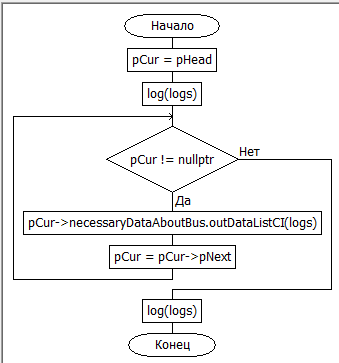 Начало
pCur = pHead
log(logs)
pCur != nullptr
Нет
Да
pCur->necessaryDataAboutBus.outDataListCI(logs)
pCur = pCur->pNext
log(logs)
Конец